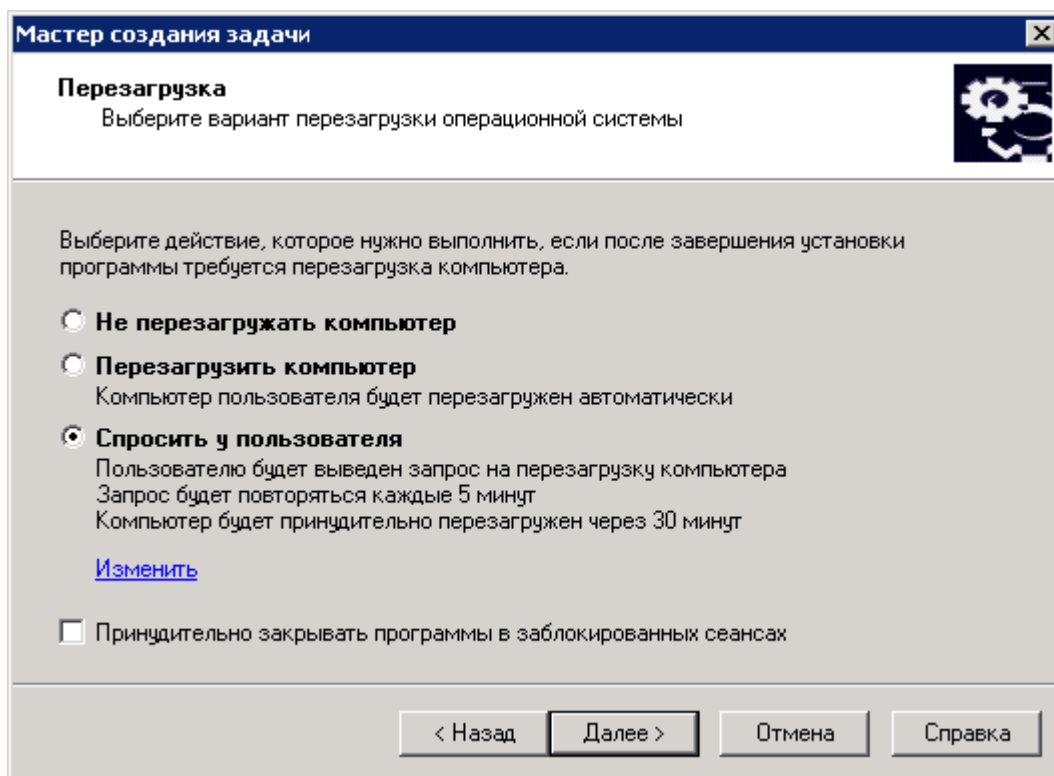 Мастер создания задачи
Перезагрузка
Выберите вариант перезагрузки операционной системы
Выберите действие, которое нужно выполнить, если после завершения установки
программы требуется перезагрузка компьютера.
Не перезагружать компьютер
Перезагрузить компьютер
Компьютер пользователя будет перезагружен автоматически
Спросить у пользователя
Пользователю будет выведен запрос на перезагрузку компьютера
Запрос будет повторяться каждые 5 минут
Компьютер будет принудительно перезагружен через 30 минут
Изменить
Принудительно закрывать программы в заблокированных сеансах
< Назад Далее > Отмена Справка